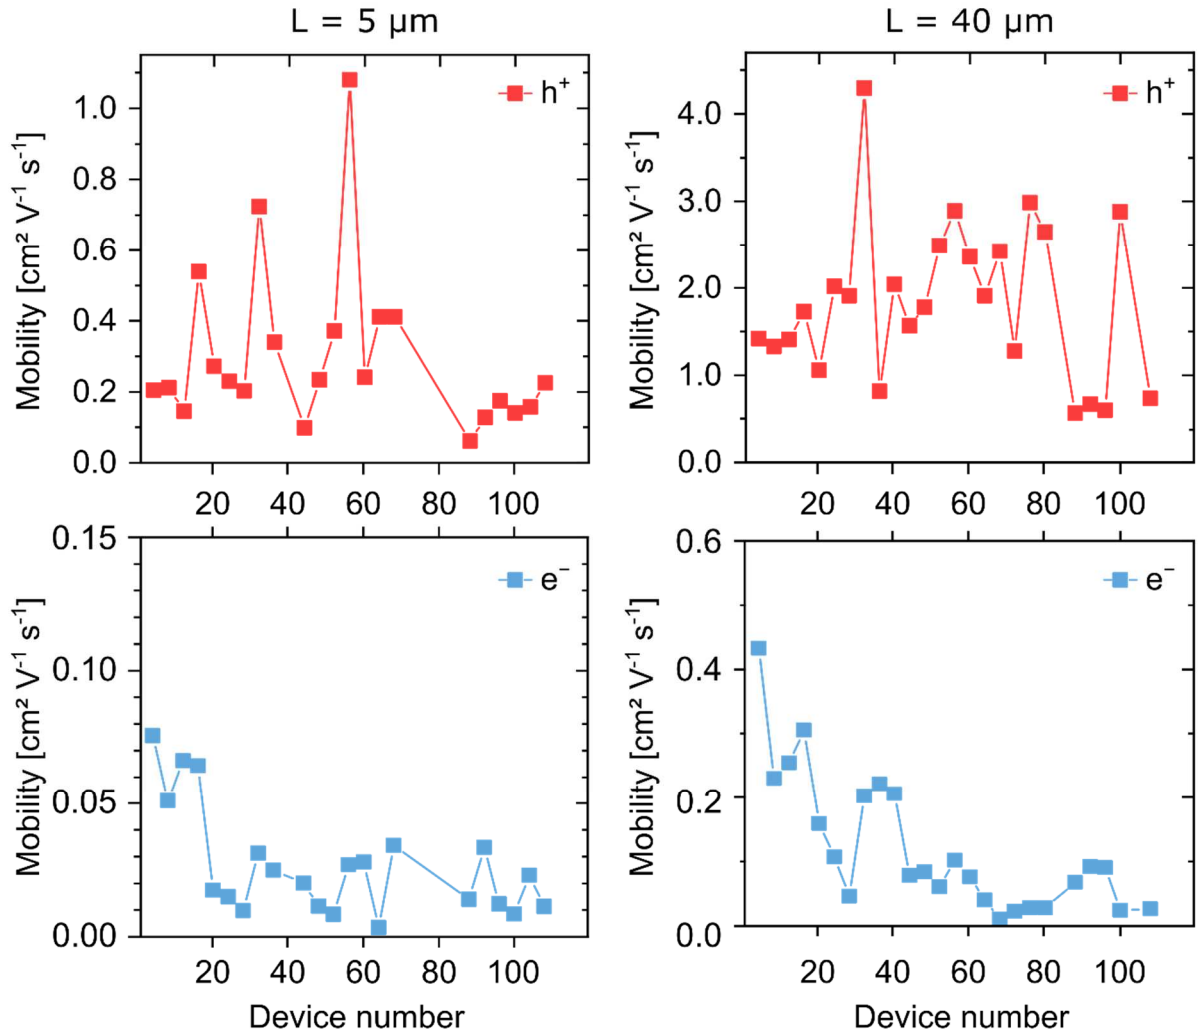 L = 5 μm
L = 40 μm
Mobility [cm² V⁻¹ s⁻¹]
1.0
0.8
0.6
0.4
0.2
0.0
h⁺
20 40 60 80 100
Mobility [cm² V⁻¹ s⁻¹]
4.0
3.0
2.0
1.0
0.0
h⁺
20 40 60 80 100
Mobility [cm² V⁻¹ s⁻¹]
0.15
0.10
0.05
0.00
e⁻
20 40 60 80 100
Device number
Mobility [cm² V⁻¹ s⁻¹]
0.6
0.4
0.2
0.0
e⁻
20 40 60 80 100
Device number